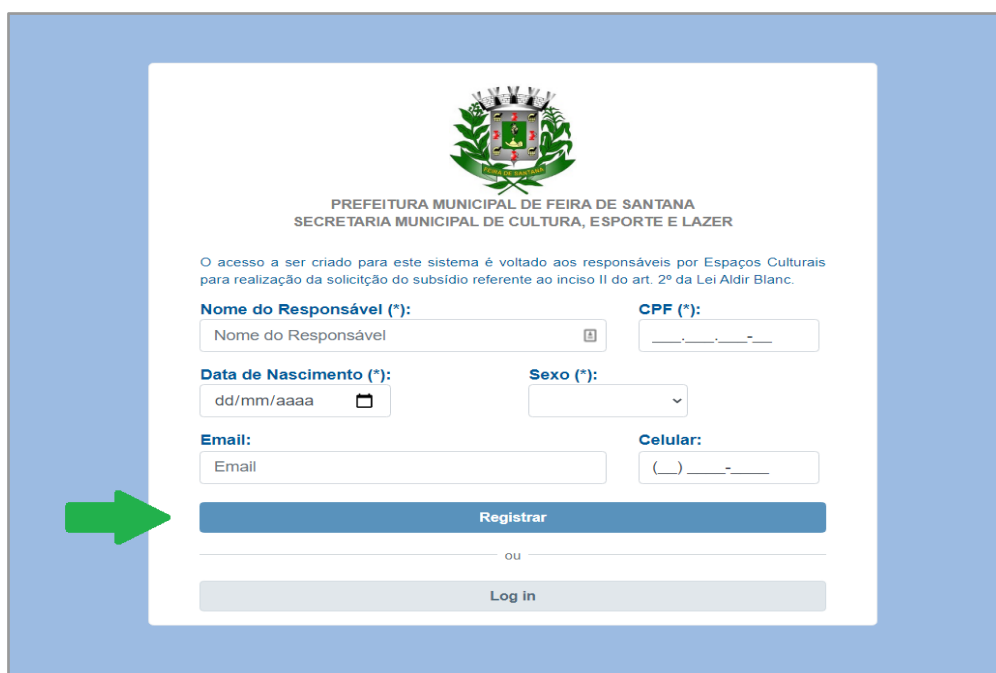 FEIRA DE SANTANA
PREFEITURA MUNICIPAL DE FEIRA DE SANTANA
SECRETARIA MUNICIPAL DE CULTURA, ESPORTE E LAZER
O acesso a ser criado para este sistema é voltado aos responsáveis por Espaços Culturais
para realização da solicitção do subsídio referente ao inciso II do art. 2º da Lei Aldir Blanc.
Nome do Responsável (*): CPF (*):
Nome do Responsável ___.___.___-__
Data de Nascimento (*): Sexo (*):
dd/mm/aaaa
Email: Celular:
Email (__) _____-____
Registrar
ou
Log in